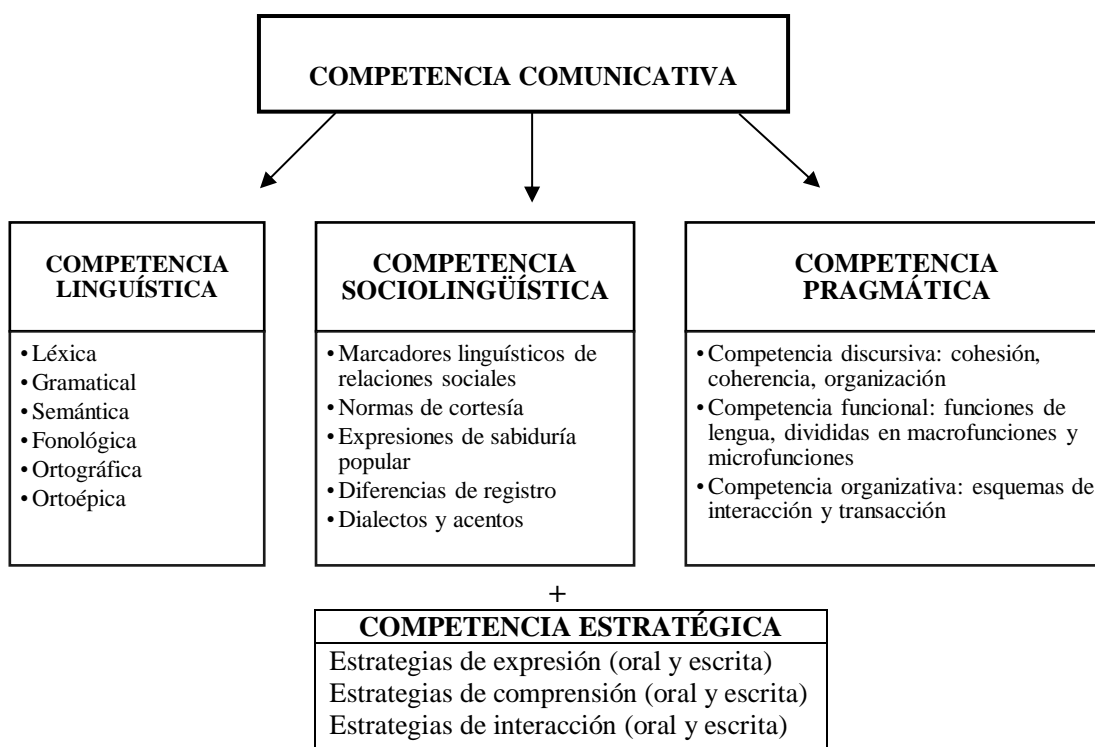 COMPETENCIA COMUNICATIVA
COMPETENCIA
LINGUÍSTICA
• Léxica
• Gramatical
• Semántica
• Fonológica
• Ortográfica
• Ortoépica
COMPETENCIA
SOCIOLINGÜÍSTICA
• Marcadores linguísticos de
relaciones sociales
• Normas de cortesía
• Expresiones de sabiduría
popular
• Diferencias de registro
• Dialectos y acentos
COMPETENCIA
PRAGMÁTICA
• Competencia discursiva: cohesión,
coherencia, organización
• Competencia funcional: funciones de
lengua, divididas en macrofunciones y
microfunciones
• Competencia organizativa: esquemas de
interacción y transacción
+
COMPETENCIA ESTRATÉGICA
Estrategias de expresión (oral y escrita)
Estrategias de comprensión (oral y escrita)
Estrategias de interacción (oral y escrita)